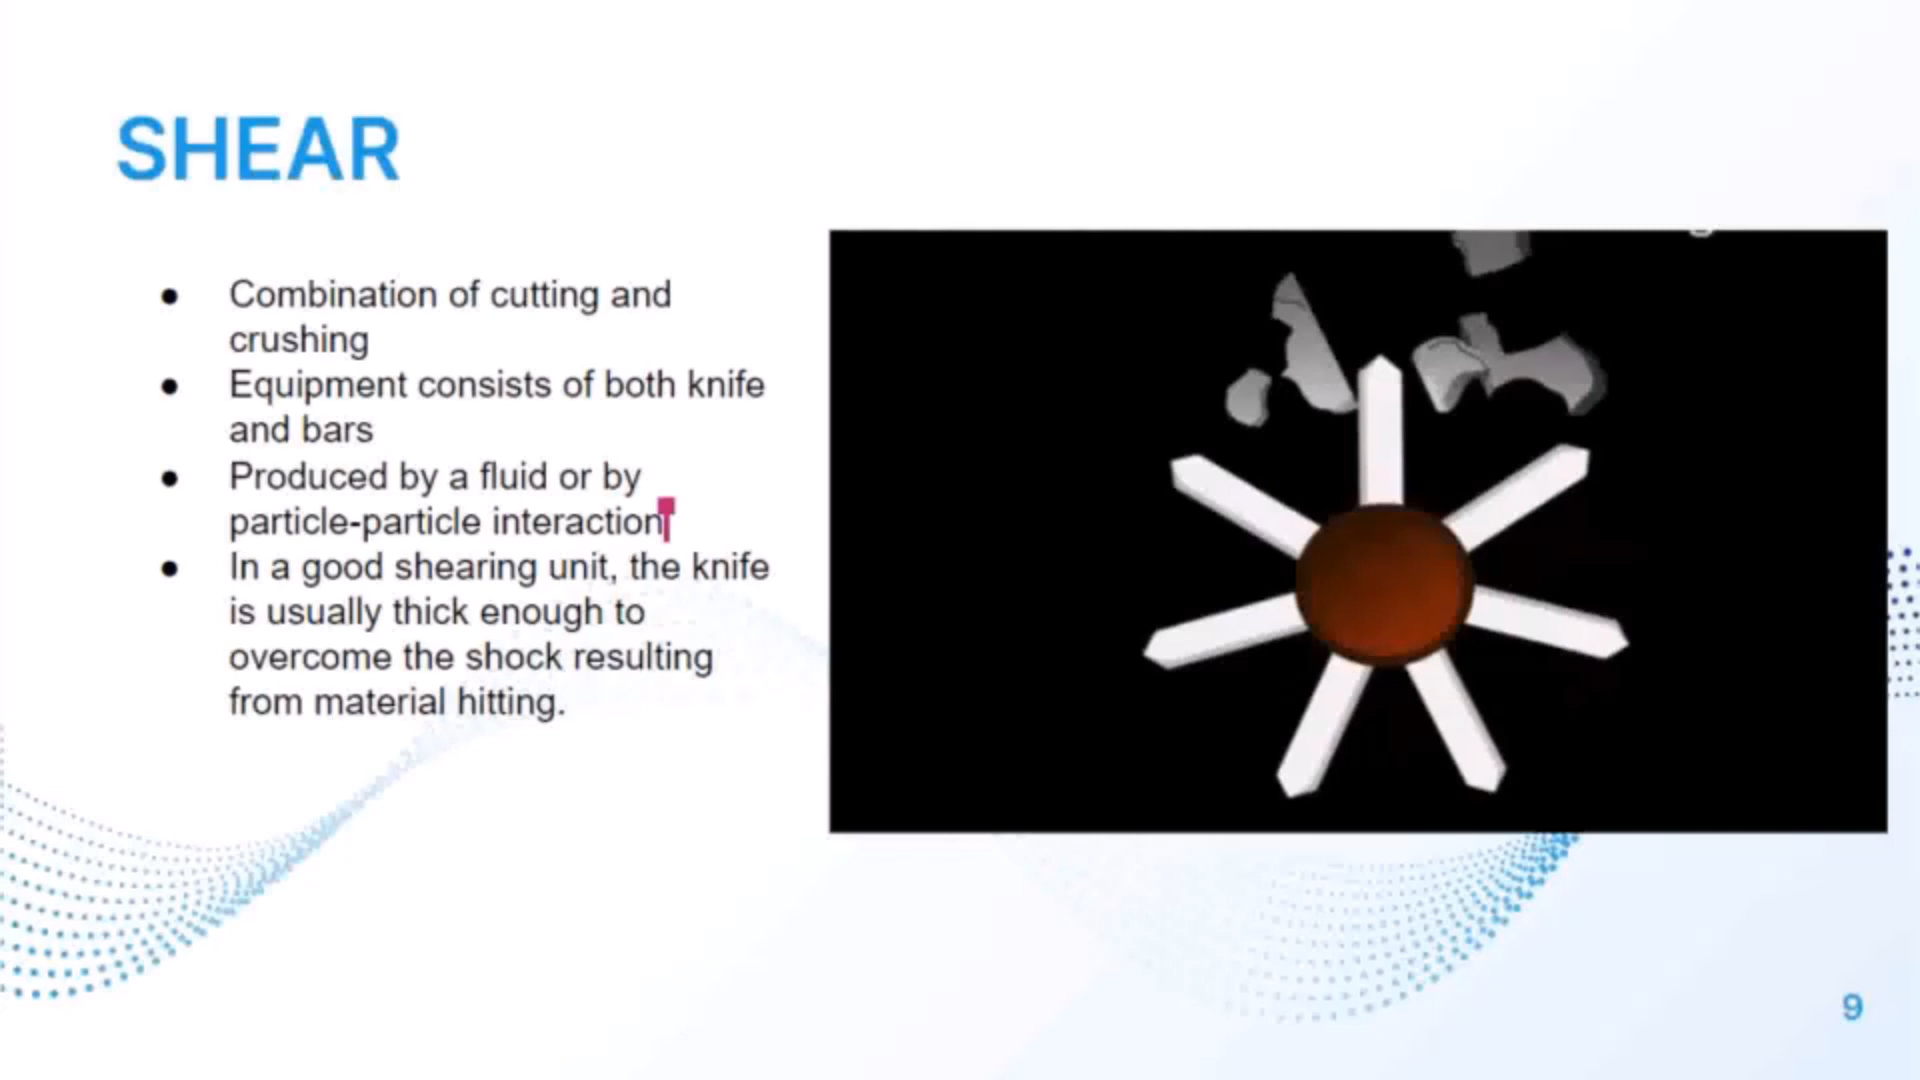 SHEAR
● Combination of cutting and
crushing
● Equipment consists of both knife
and bars
● Produced by a fluid or by
particle-particle interaction
● In a good shearing unit, the knife
is usually thick enough to
overcome the shock resulting
from material hitting.
9